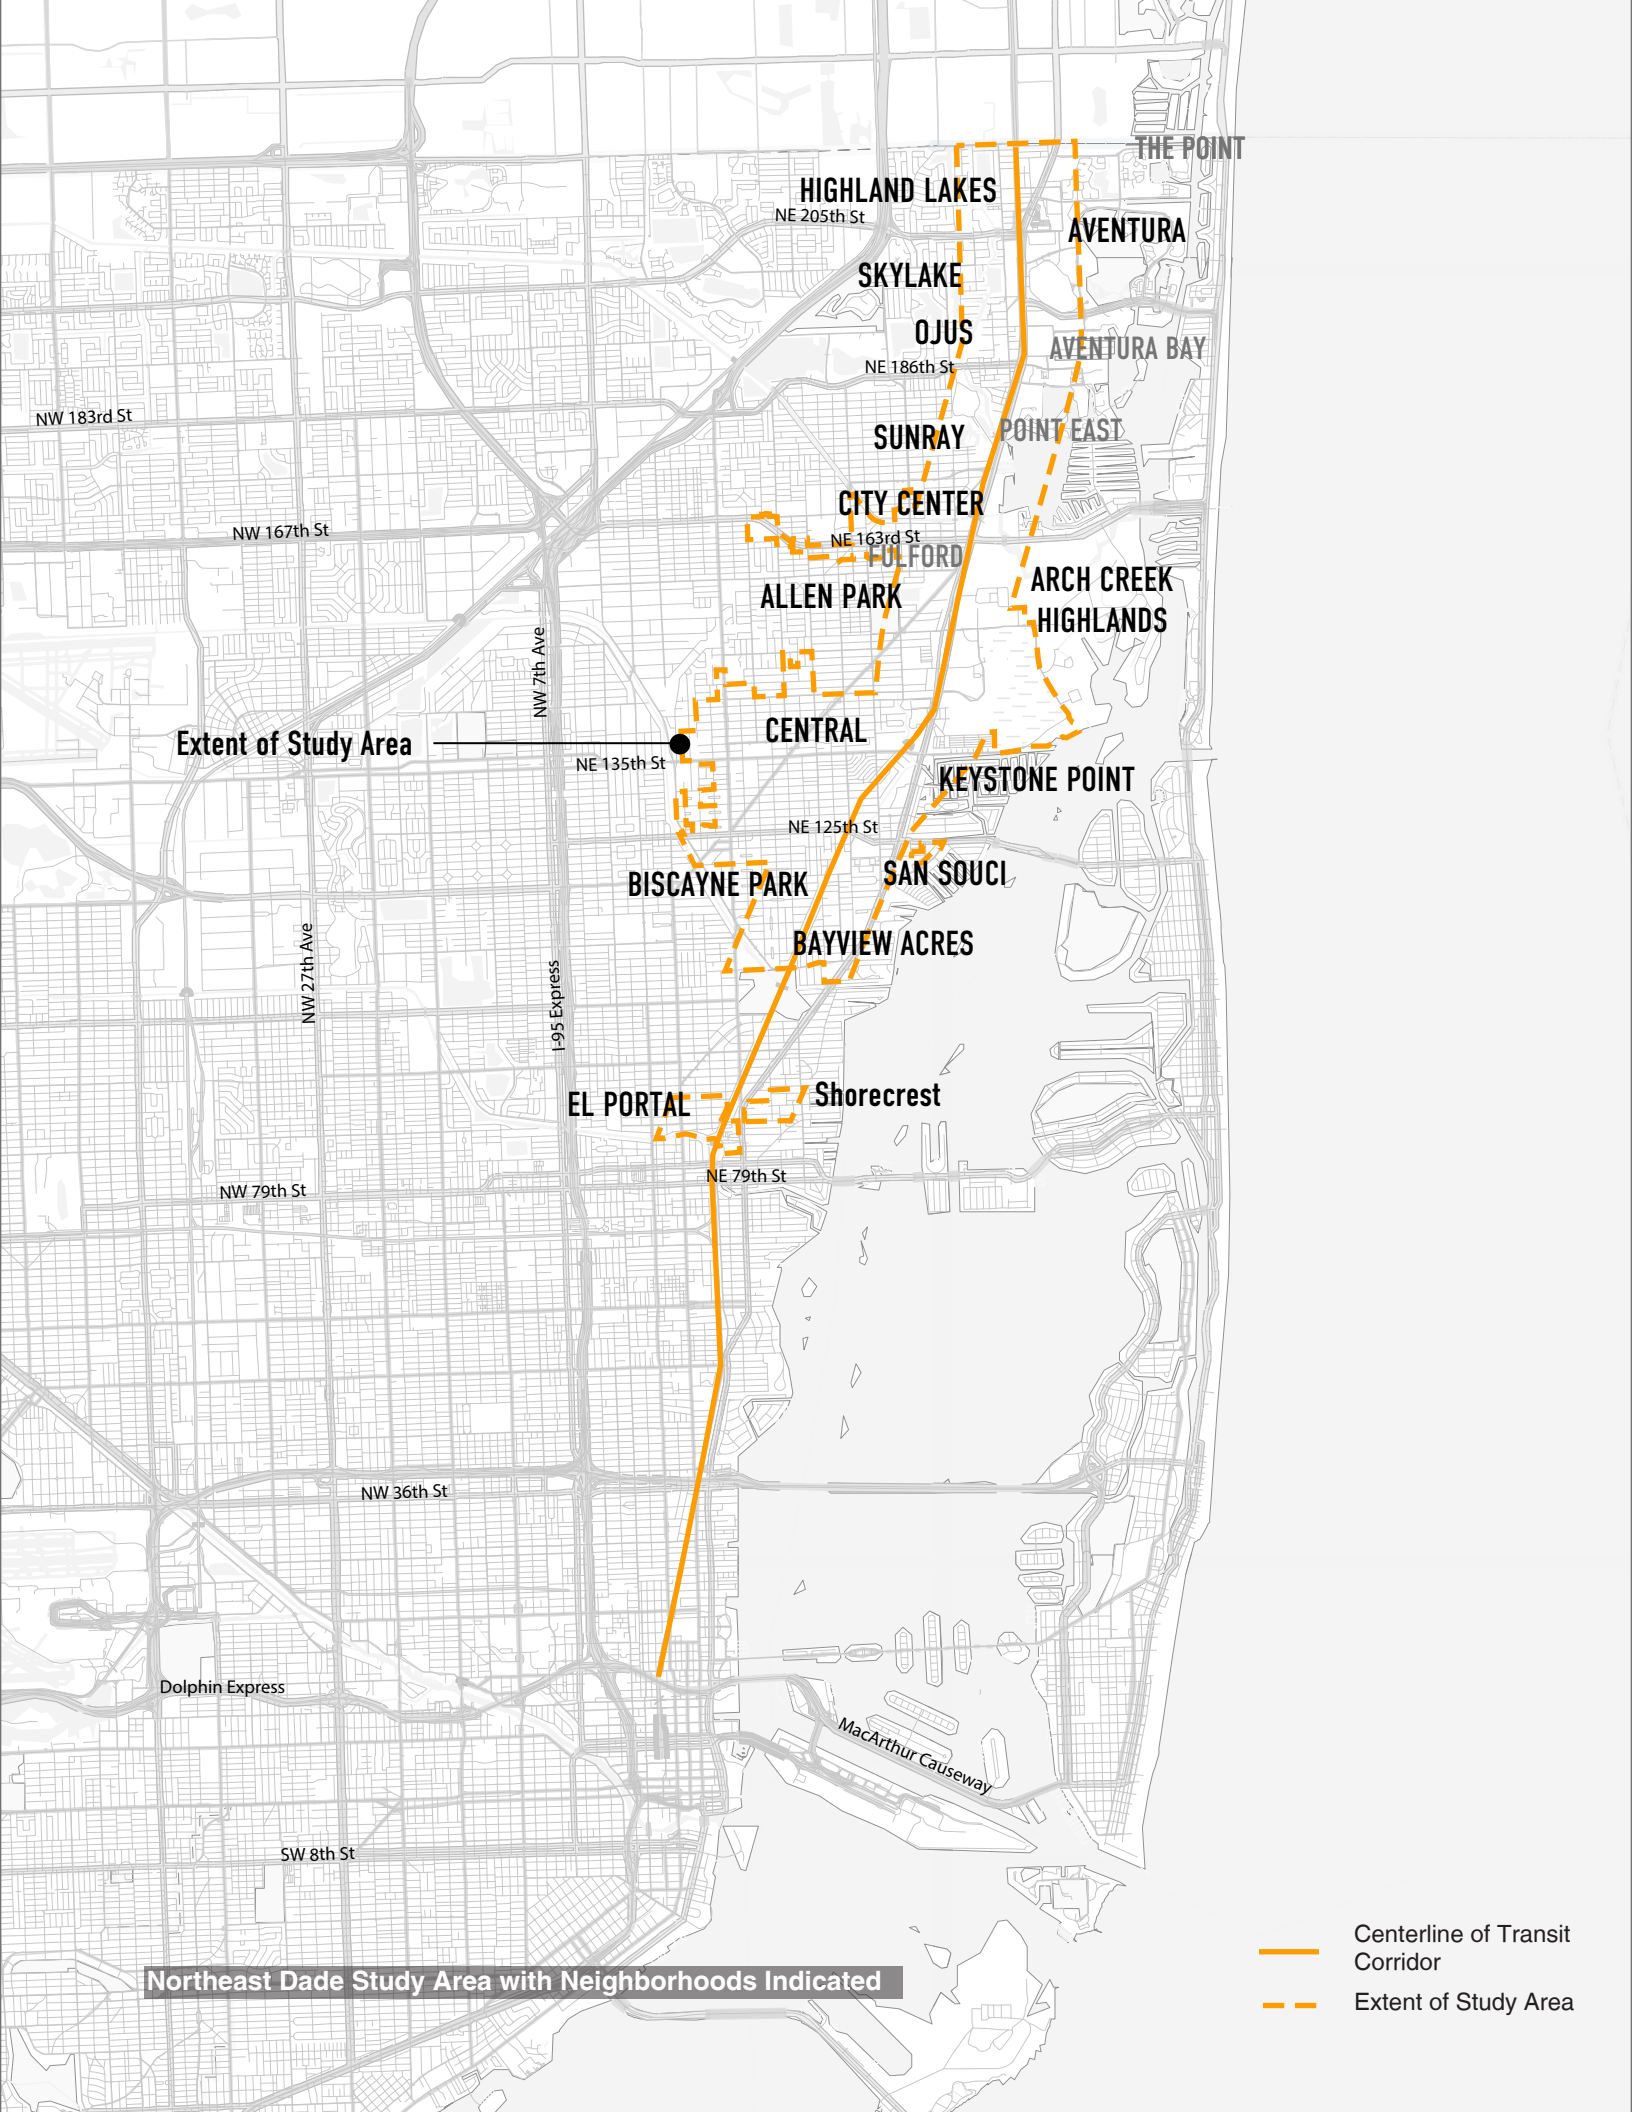 THE POINT
HIGHLAND LAKES
NE 205th St
AVENTURA
SKYLAKE
OJUS
AVENTURA BAY
NE 186th St
NW 183rd St
POINT EAST
SUNRAY
CITY CENTER
NW 167th St
NE 163rd St
FULFORD
ARCH CREEK
HIGHLANDS
ALLEN PARK
NW 7th Ave
CENTRAL
Extent of Study Area
NE 135th St
KEYSTONE POINT
NE 125th St
SAN SOUCI
BISCAYNE PARK
BAYVIEW ACRES
NW 27th Ave
I-95 Express
EL PORTAL
Shorecrest
NE 79th St
NW 79th St
NW 36th St
Dolphin Express
MacArthur Causeway
SW 8th St
Centerline of Transit
Corridor
Extent of Study Area
Northeast Dade Study Area with Neighborhoods Indicated